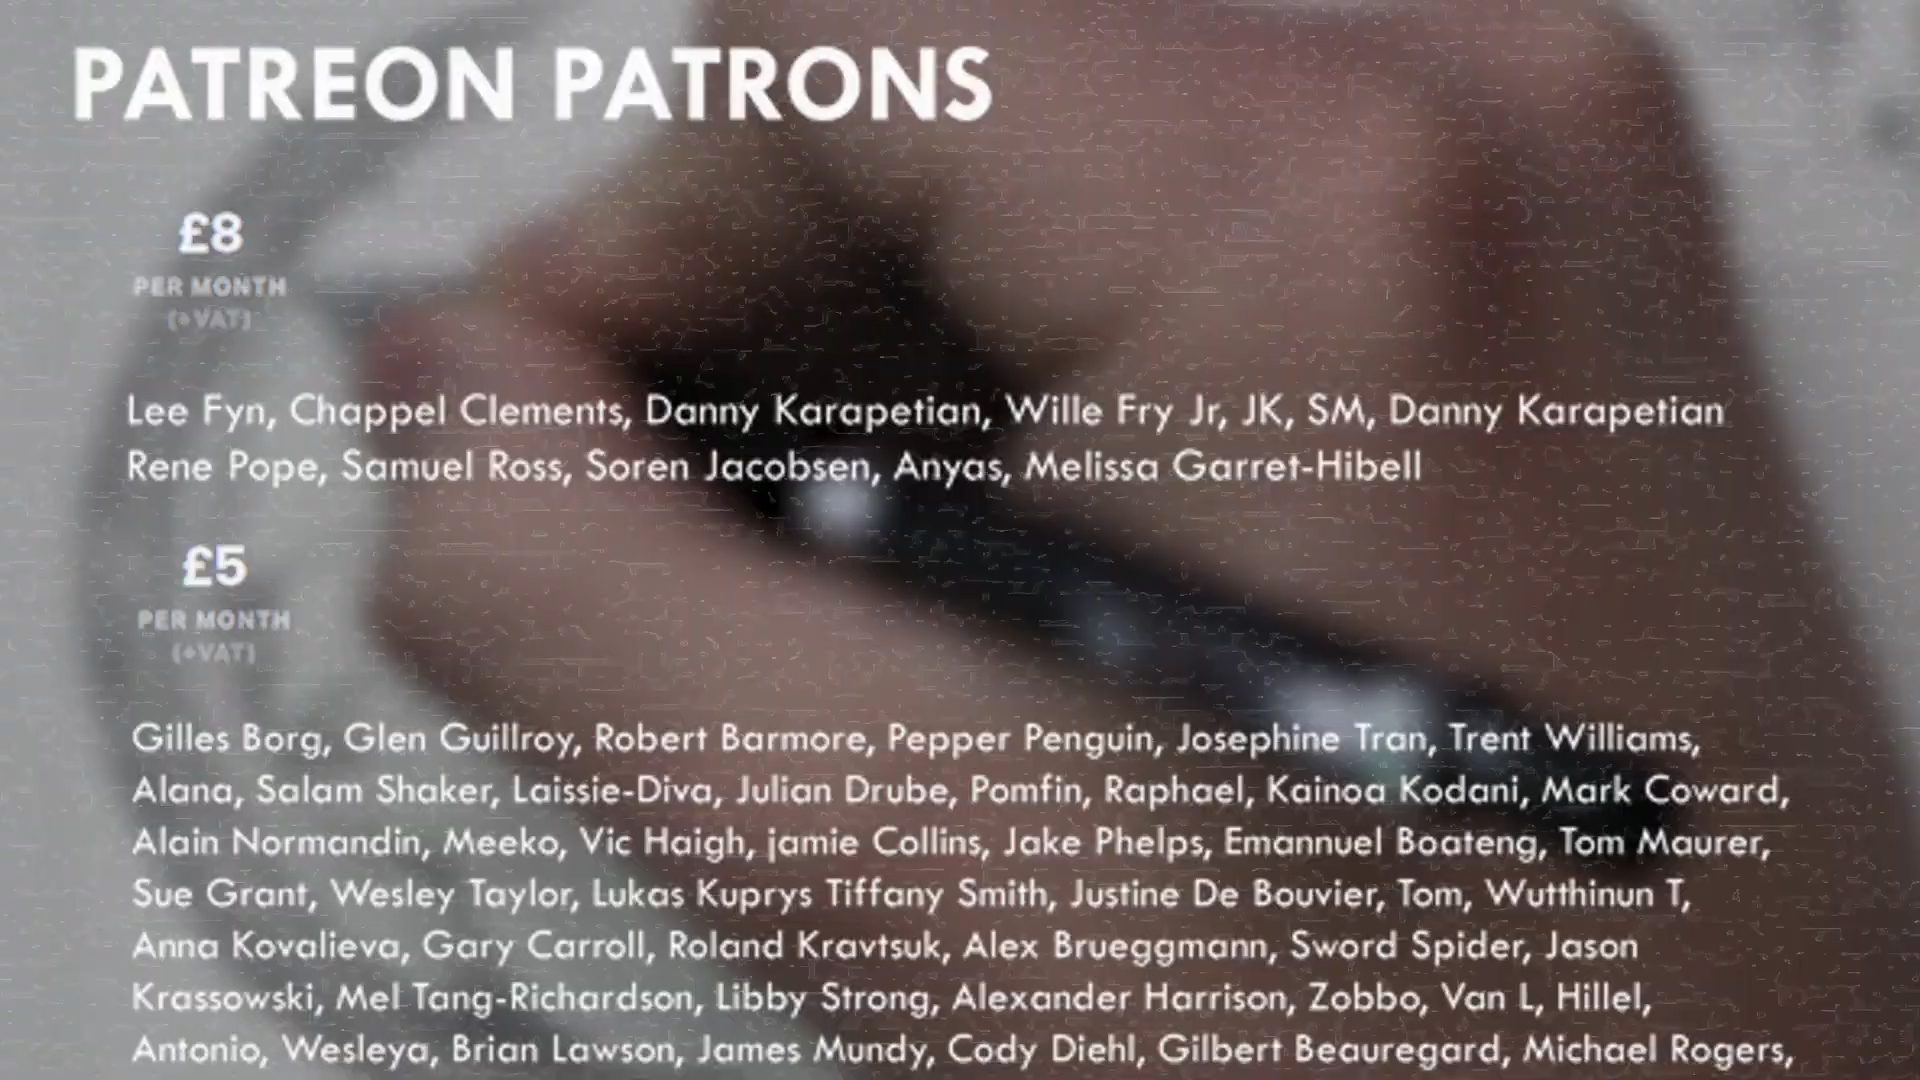 PATREON PATRONS
£8
PER MONTH
(+VAT)
Lee Fyn, Chappel Clements, Danny Karapetian, Wille Fry Jr, JK, SM, Danny Karapetian
Rene Pope, Samuel Ross, Soren Jacobsen, Anyas, Melissa Garret-Hibell
£5
PER MONTH
(+VAT)
Gilles Borg, Glen Guillroy, Robert Barmore, Pepper Penguin, Josephine Tran, Trent Williams,
Alana, Salam Shaker, Laissie-Diva, Julian Drube, Pomfin, Raphael, Kainoa Kodani, Mark Coward,
Alain Normandin, Meeko, Vic Haigh, jamie Collins, Jake Phelps, Emannuel Boateng, Tom Maurer,
Sue Grant, Wesley Taylor, Lukas Kuprys Tiffany Smith, Justine De Bouvier, Tom, Wutthinun T,
Anna Kovalieva, Gary Carroll, Roland Kravtsuk, Alex Brueggmann, Sword Spider, Jason
Krassowski, Mel Tang-Richardson, Libby Strong, Alexander Harrison, Zobbo, Van L, Hillel,
Antonio, Wesleya, Brian Lawson, James Mundy, Cody Diehl, Gilbert Beauregard, Michael Rogers,